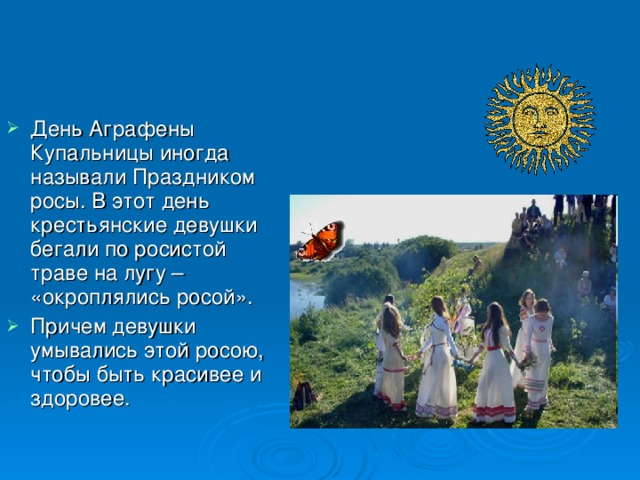 День Аграфены
Купальницы иногда
называли Праздником
росы. В этот день
крестьянские девушки
бегали по росистой
траве на лугу –
«окроплялись росой».
Причем девушки
умывались этой росою,
чтобы быть красивее и
здоровее.